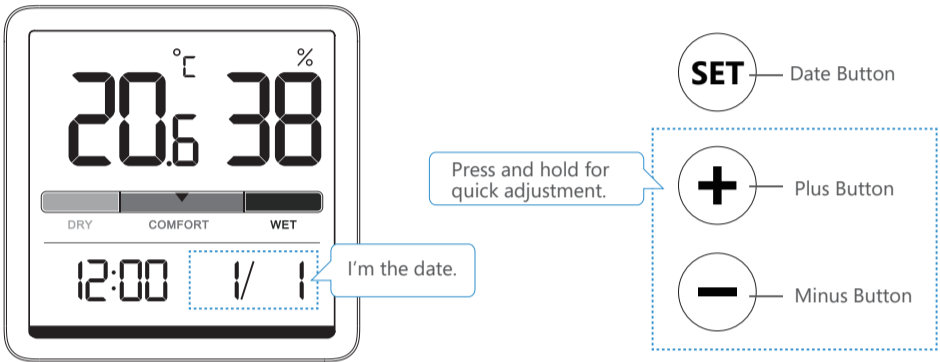 °C %
20.6 38
DRY COMFORT WET
12:00 1/ 1
I'm the date.
Press and hold for
quick adjustment.
SET Date Button
+ Plus Button
− Minus Button